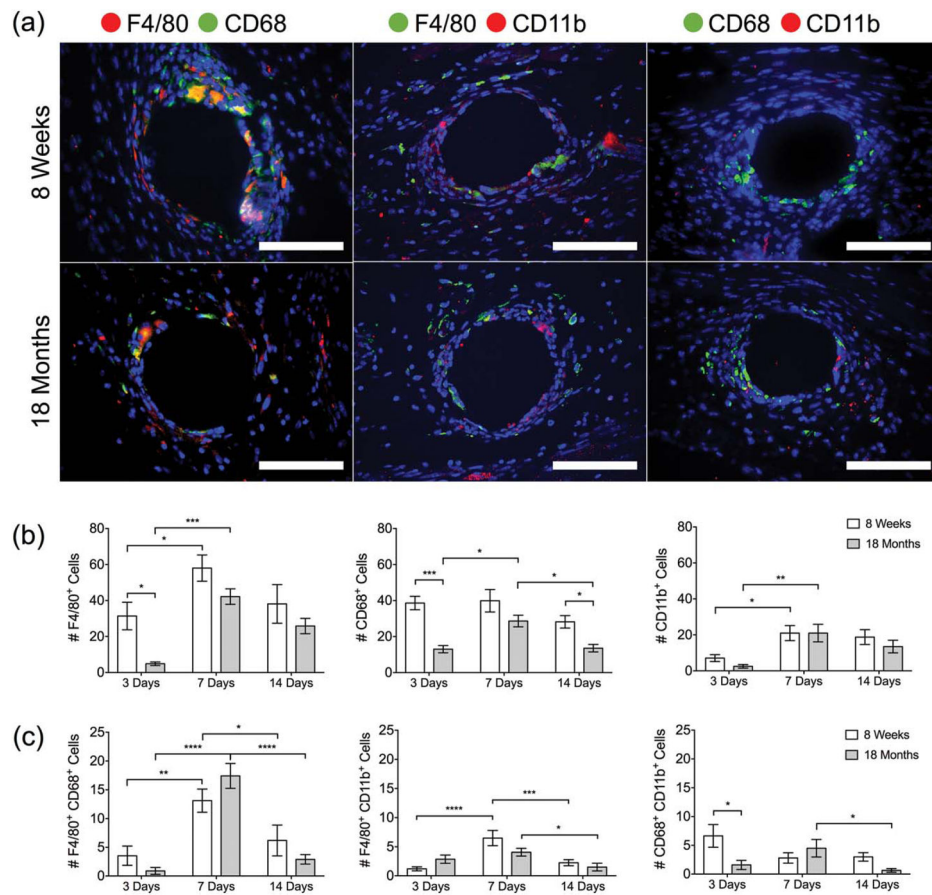 (a)
F4/80 CD68
F4/80 CD11b
CD68 CD11b
8 Weeks
18 Months
(b)
# F4/80⁺ Cells
80
60
40
20
0
***
*
*
3 Days 7 Days 14 Days
# CD68⁺ Cells
80
60
40
20
0
***
*
*
*
3 Days 7 Days 14 Days
# CD11b⁺ Cells
80
60
40
20
0
**
*
8 Weeks
18 Months
3 Days 7 Days 14 Days
(c)
# F4/80⁺ CD68⁺ Cells
25
20
15
10
5
0
*
**** ****
**
3 Days 7 Days 14 Days
# F4/80⁺ CD11b⁺ Cells
25
20
15
10
5
0
***
****
*
3 Days 7 Days 14 Days
# CD68⁺ CD11b⁺ Cells
25
20
15
10
5
0
*
*
8 Weeks
18 Months
3 Days 7 Days 14 Days